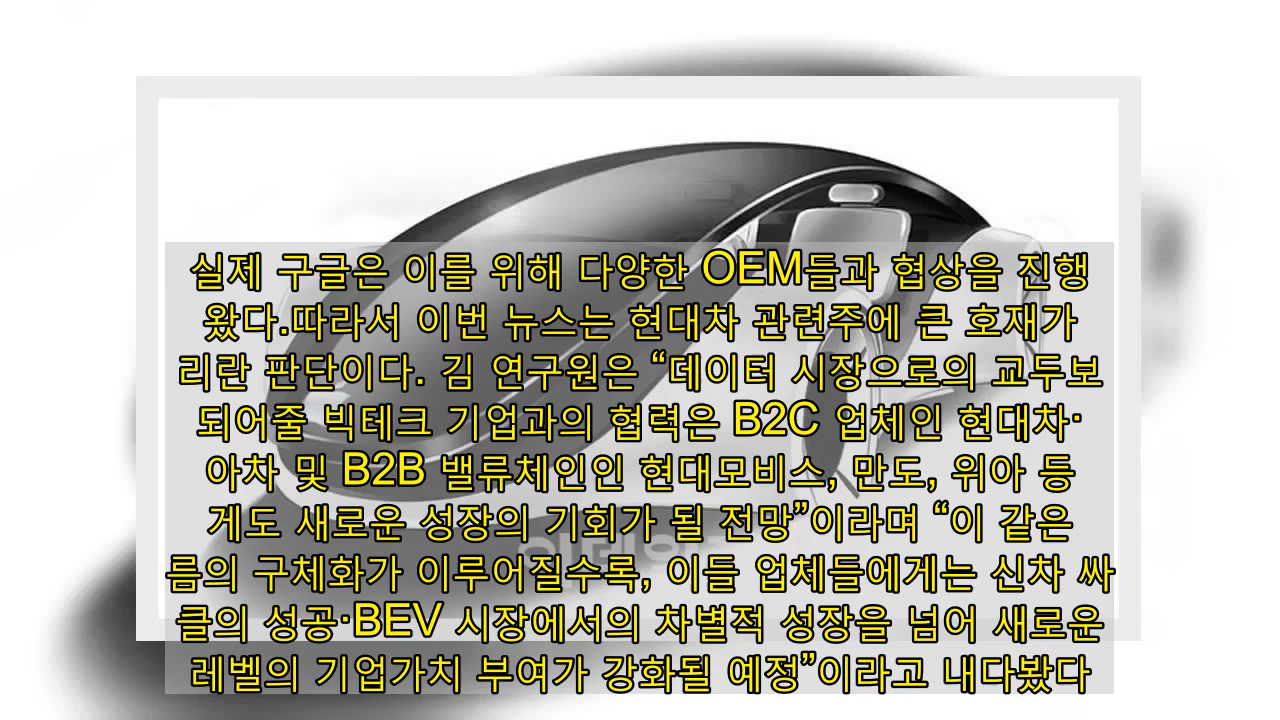 실제 구글은 이를 위해 다양한 OEM들과 협상을 진행
왔다.따라서 이번 뉴스는 현대차 관련주에 큰 호재가
리란 판단이다. 김 연구원은 “데이터 시장으로의 교두보
되어줄 빅테크 기업과의 협력은 B2C 업체인 현대차·
아차 및 B2B 밸류체인인 현대모비스, 만도, 위아 등
게도 새로운 성장의 기회가 될 전망”이라며 “이 같은
름의 구체화가 이루어질수록, 이들 업체들에게는 신차 싸
클의 성공·BEV 시장에서의 차별적 성장을 넘어 새로운
레벨의 기업가치 부여가 강화될 예정”이라고 내다봤다